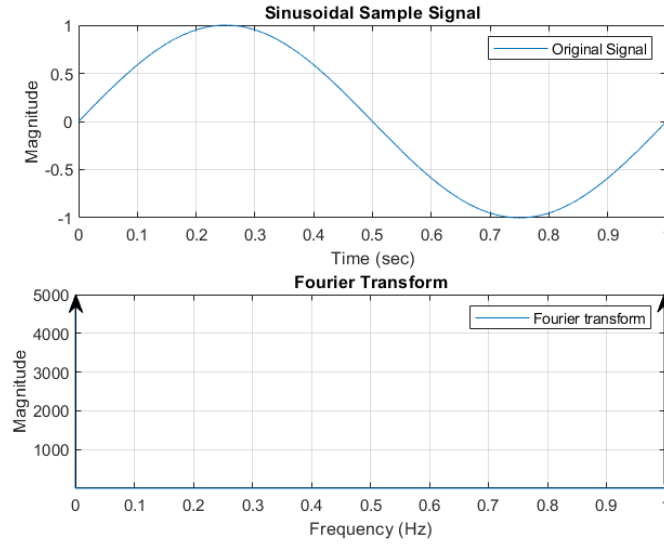 Sinusoidal Sample Signal
1
0.5
0
-0.5
-1
Magnitude
Original Signal
0 0.1 0.2 0.3 0.4 0.5 0.6 0.7 0.8 0.9 1
Time (sec)
Fourier Transform
5000
4000
3000
2000
1000
Magnitude
Fourier transform
0 0.1 0.2 0.3 0.4 0.5 0.6 0.7 0.8 0.9
Frequency (Hz)